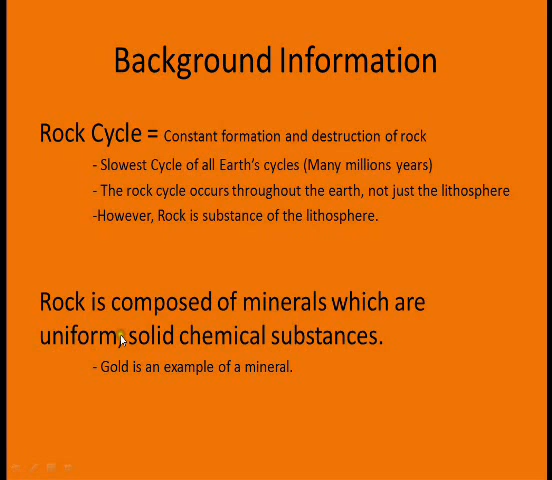 Background Information
Rock Cycle = Constant formation and destruction of rock
- Slowest Cycle of all Earth's cycles (Many millions years)
- The rock cycle occurs throughout the earth, not just the lithosphere
-However, Rock is substance of the lithosphere.
Rock is composed of minerals which are
uniform, solid chemical substances.
- Gold is an example of a mineral.